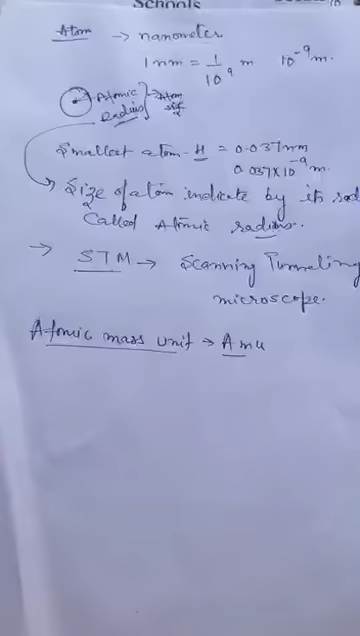 Schools
Atom → nanometer
1 nm = 1/10⁹ m 10⁻⁹ m.
Atomic
Radius
Atom
Smallest atom - H = 0.037 nm
0.037 × 10⁻⁹ m.
Size of atom indicate by its rad
Called Atomic radius.
→ STM → Scanning Tunneling
microscope.
Atomic mass unit → Amu